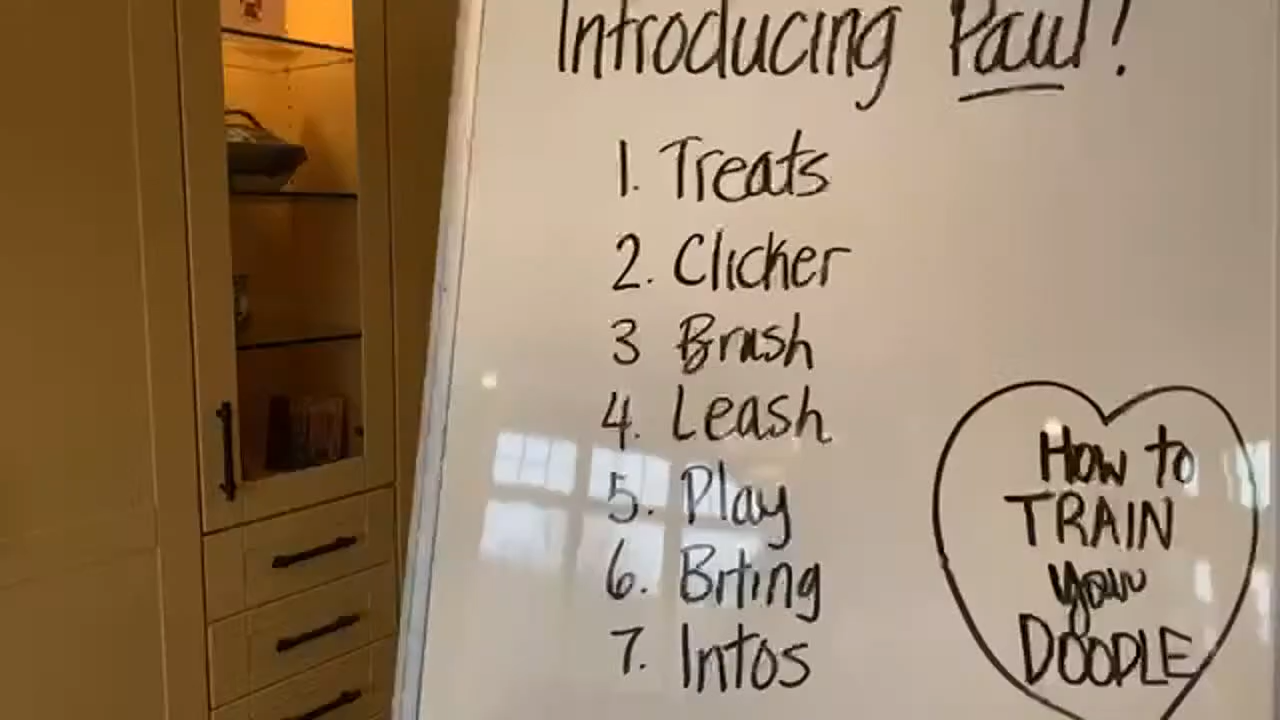 Introducing Paul!
1. Treats
2. Clicker
3 Brush
4. Leash
5. Play
6. Biting
7. Intos
How to
TRAIN
your
DOODLE